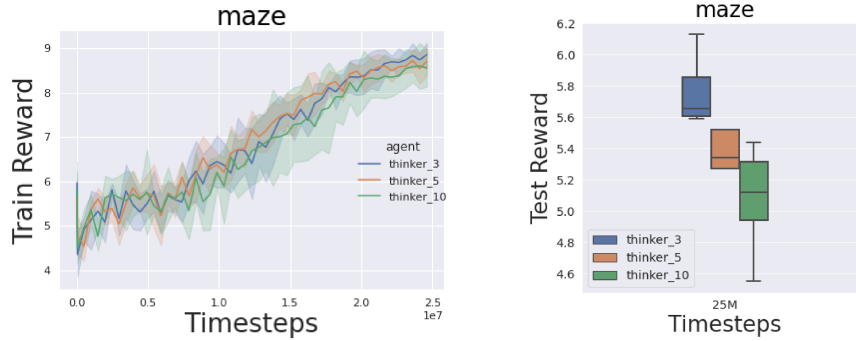 maze
Train Reward
9
8
7
6
5
4
agent
thinker_3
thinker_5
thinker_10
0.0
0.5
1.0
1.5
2.0
2.5
1e7
Timesteps
maze
Test Reward
6.2
6.0
5.8
5.6
5.4
5.2
5.0
4.8
4.6
thinker_3
thinker_5
thinker_10
25M
Timesteps